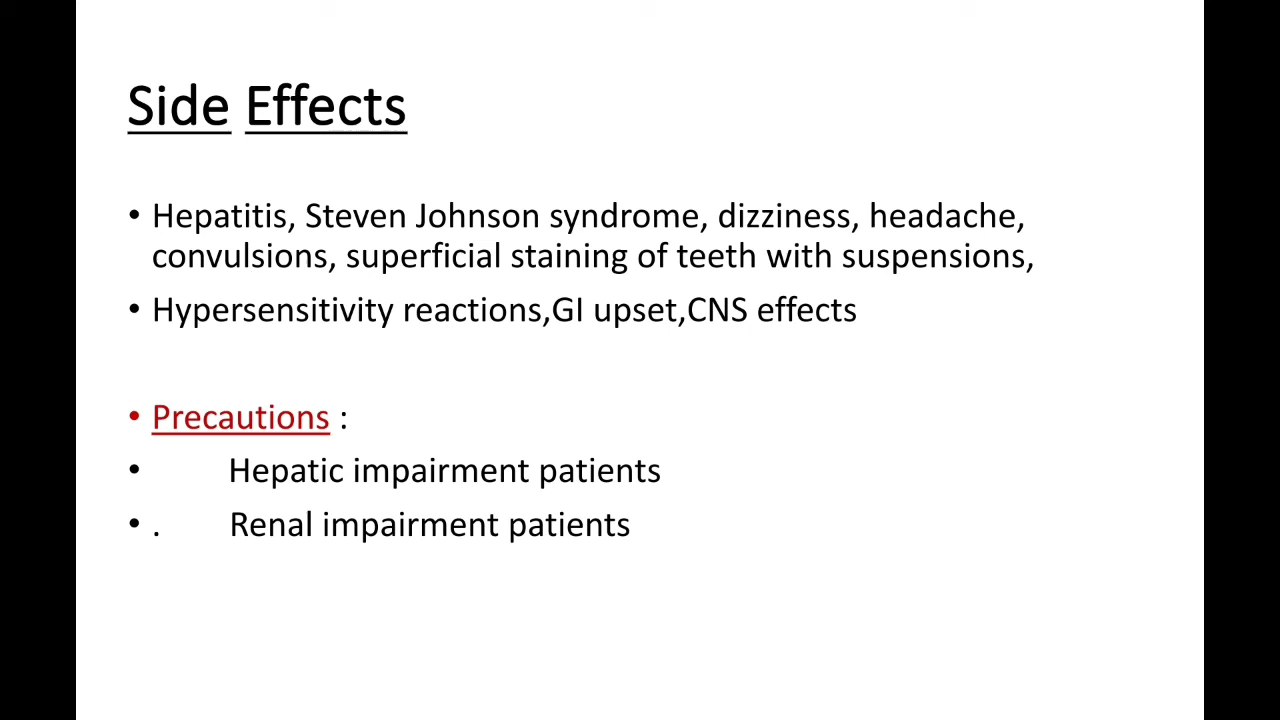 Side Effects
• Hepatitis, Steven Johnson syndrome, dizziness, headache,
convulsions, superficial staining of teeth with suspensions,
• Hypersensitivity reactions,GI upset,CNS effects
• Precautions :
• Hepatic impairment patients
• . Renal impairment patients